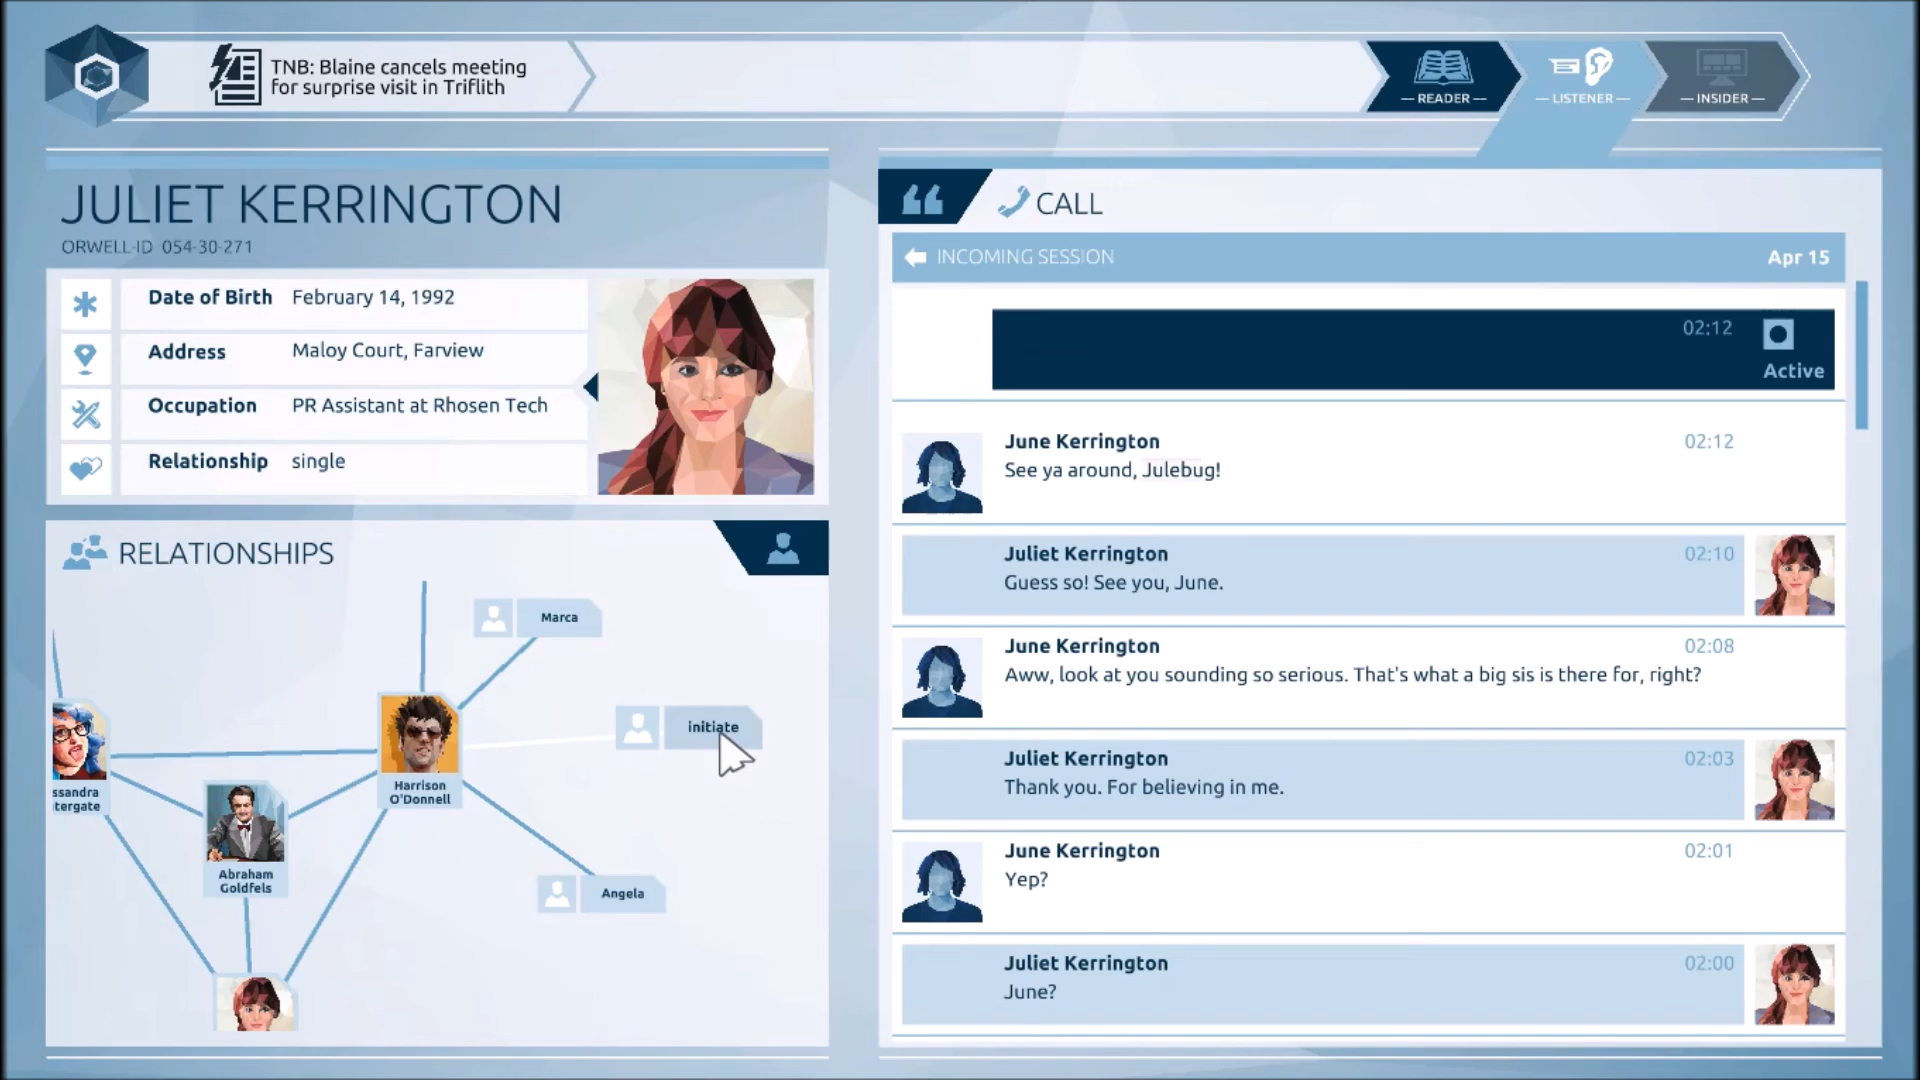 TNB: Blaine cancels meeting
for surprise visit in Triflith
— READER —
— LISTENER —
— INSIDER —
JULIET KERRINGTON
ORWELL-ID 054-30-271
Date of Birth February 14, 1992
Address Maloy Court, Farview
Occupation PR Assistant at Rhosen Tech
Relationship single
RELATIONSHIPS
Marca
initiate
Harrison
O'Donnell
ssandra
tergate
Abraham
Goldfels
Angela
CALL
INCOMING SESSION Apr 15
02:12
Active
June Kerrington 02:12
See ya around, Julebug!
Juliet Kerrington 02:10
Guess so! See you, June.
June Kerrington 02:08
Aww, look at you sounding so serious. That's what a big sis is there for, right?
Juliet Kerrington 02:03
Thank you. For believing in me.
June Kerrington 02:01
Yep?
Juliet Kerrington 02:00
June?